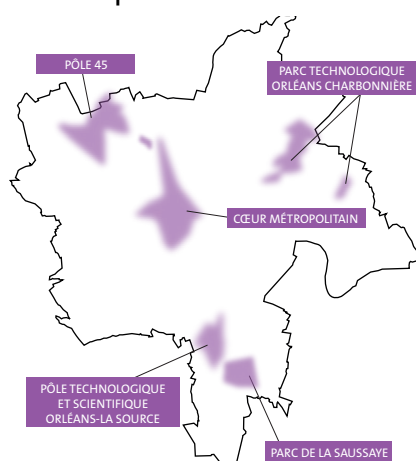 PÔLE 45
PARC TECHNOLOGIQUE
ORLÉANS CHARBONNIÈRE
CŒUR MÉTROPOLITAIN
PÔLE TECHNOLOGIQUE
ET SCIENTIFIQUE
ORLÉANS-LA SOURCE
PARC DE LA SAUSSAYE